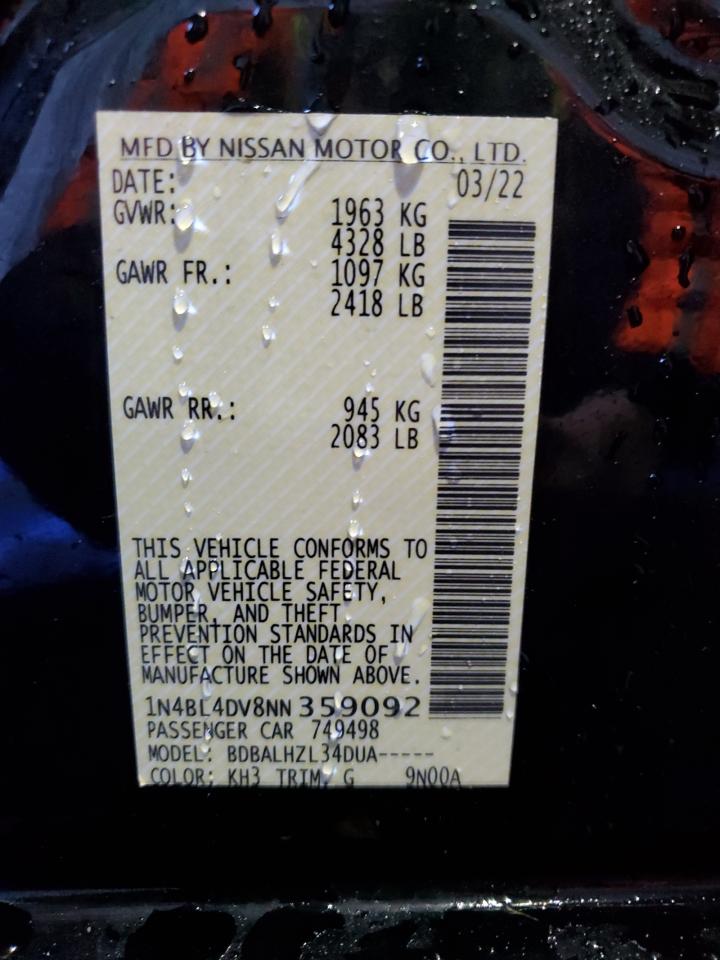 MFD BY NISSAN MOTOR CO., LTD.
DATE: 03/22
GVWR: 1963 KG
4328 LB
GAWR FR.: 1097 KG
2418 LB
GAWR RR.: 945 KG
2083 LB
THIS VEHICLE CONFORMS TO
ALL APPLICABLE FEDERAL
MOTOR VEHICLE SAFETY,
BUMPER, AND THEFT
PREVENTION STANDARDS IN
EFFECT ON THE DATE OF
MANUFACTURE SHOWN ABOVE.
1N4BL4DV8NN 359092
PASSENGER CAR 749498
MODEL: BDBALHZL34DUA-----
COLOR: KH3 TRIM: G 9N00A